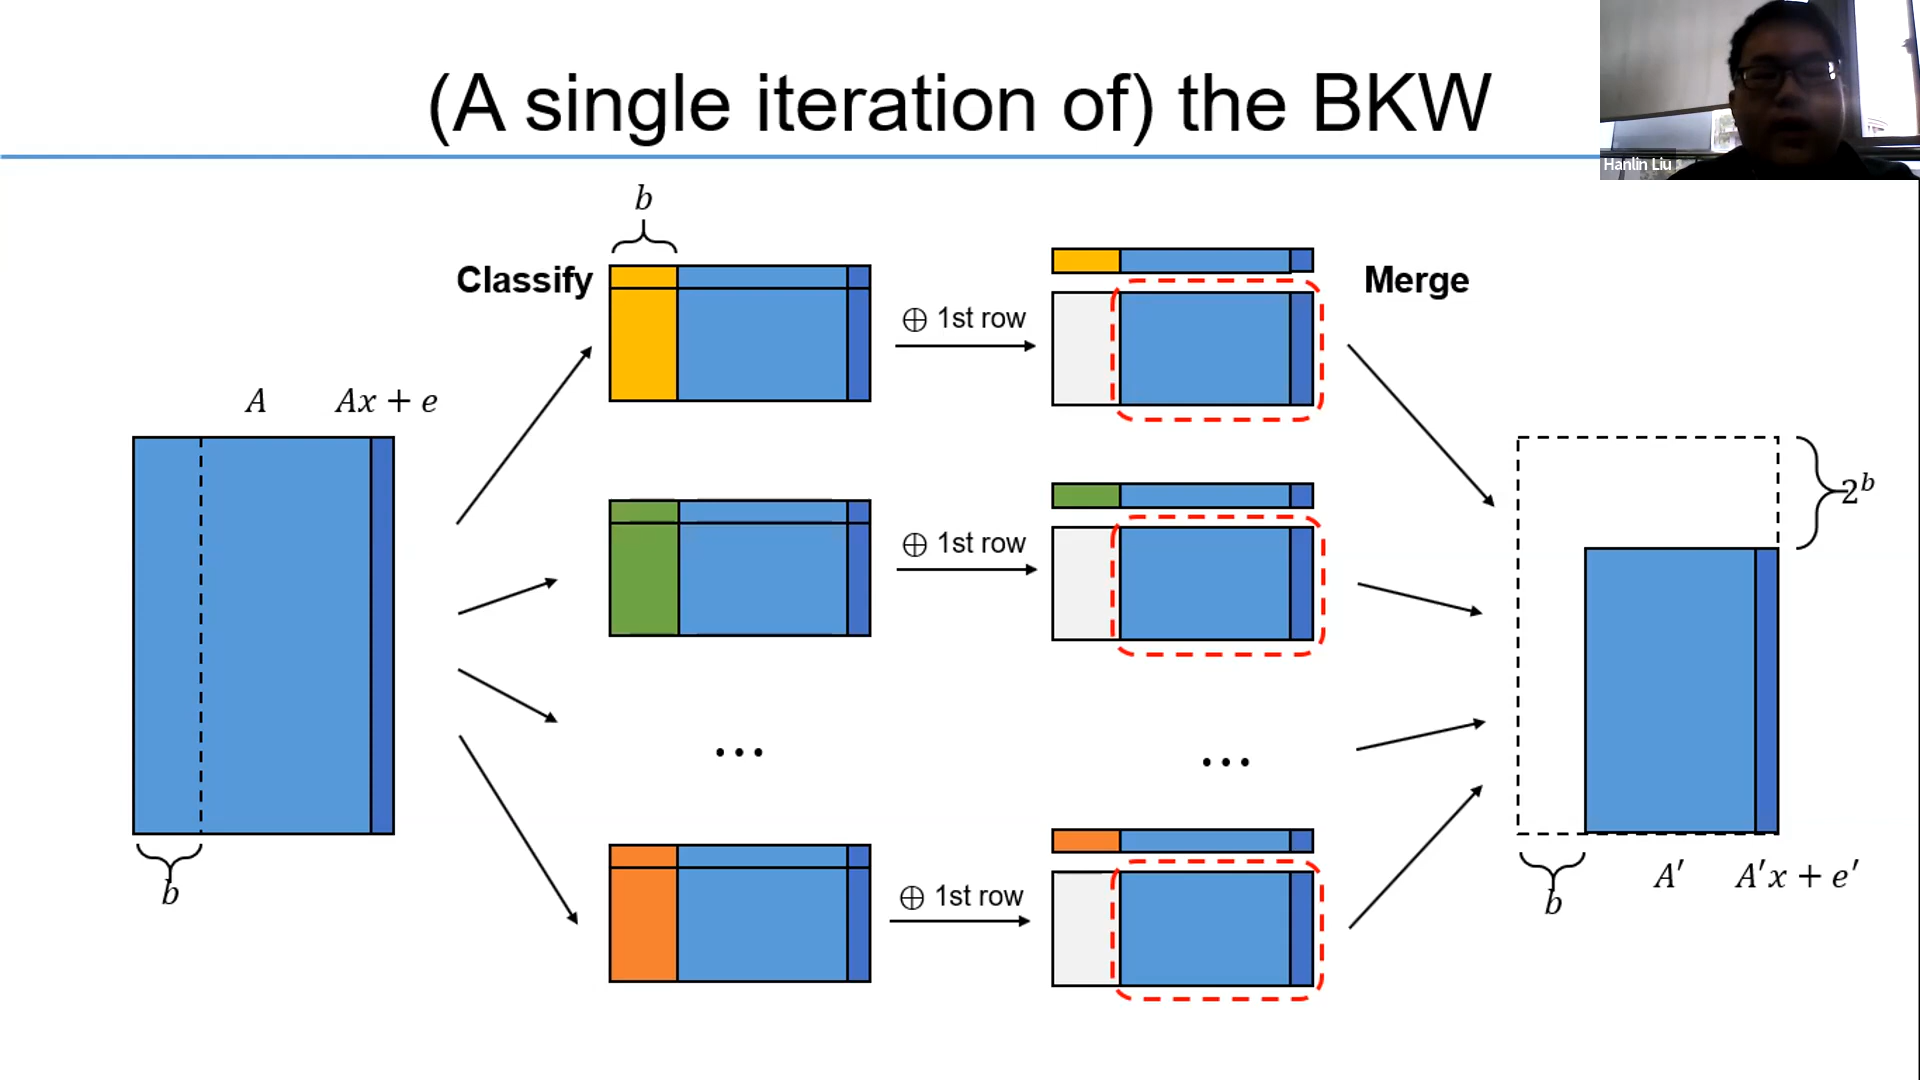 (A single iteration of) the BKW
Hanlin Liu
b
Classify
⊕ 1st row
Merge
A
Ax + e
2^b
⊕ 1st row
...
...
⊕ 1st row
b
b
A′
A′x + e′